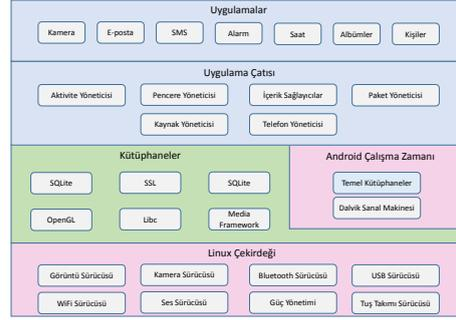 Uygulamalar
Kamera E-posta SMS Alarm Saat Albümler Kişiler
Uygulama Çatısı
Aktivite Yöneticisi Pencere Yöneticisi İçerik Sağlayıcılar Paket Yöneticisi
Kaynak Yöneticisi Telefon Yöneticisi
Kütüphaneler
SQLite SSL SQLite
OpenGL Libc Media Framework
Android Çalışma Zamanı
Temel Kütüphaneler
Dalvik Sanal Makinesi
Linux Çekirdeği
Görüntü Sürücüsü Kamera Sürücüsü Bluetooth Sürücüsü USB Sürücüsü
WiFi Sürücüsü Ses Sürücüsü Güç Yönetimi Tuş Takımı Sürücüsü